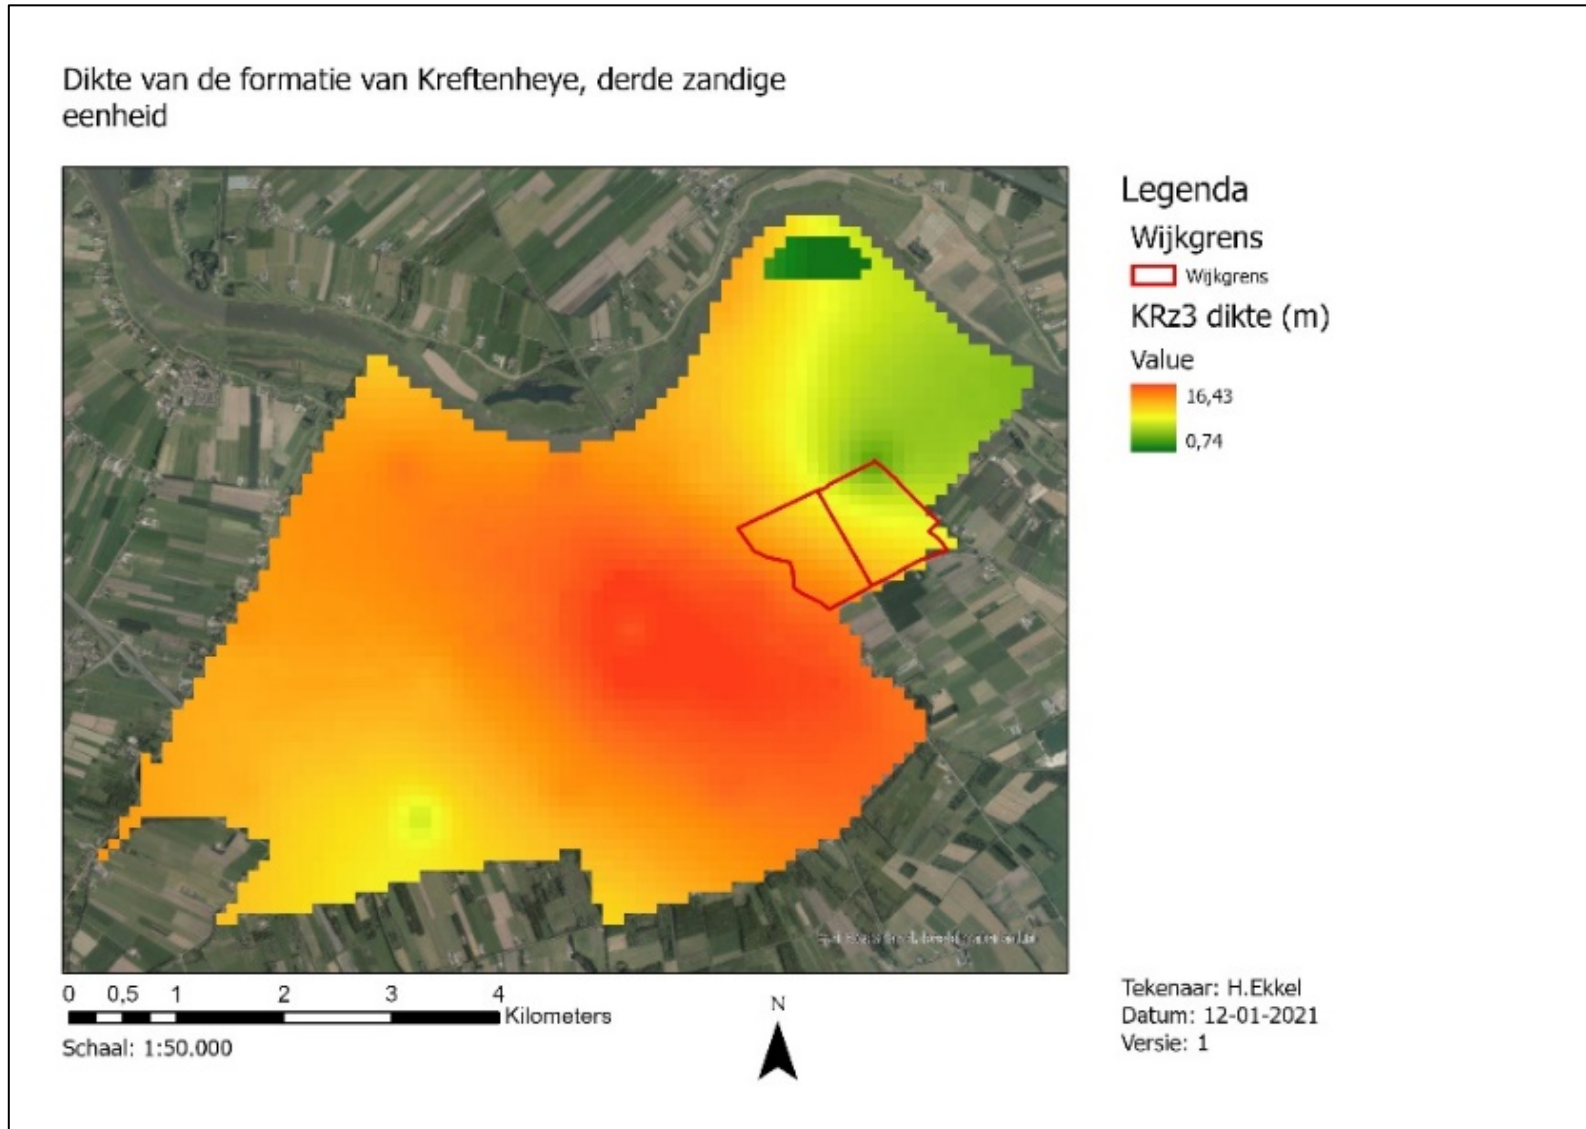 Dikte van de formatie van Kreftenheye, derde zandige
eenheid
Legenda
Wijkgrens
Wijkgrens
KRz3 dikte (m)
Value
16,43
0,74
0 0,5 1 2 3 4
Kilometers
Schaal: 1:50.000
N
Tekenaar: H.Ekkel
Datum: 12-01-2021
Versie: 1